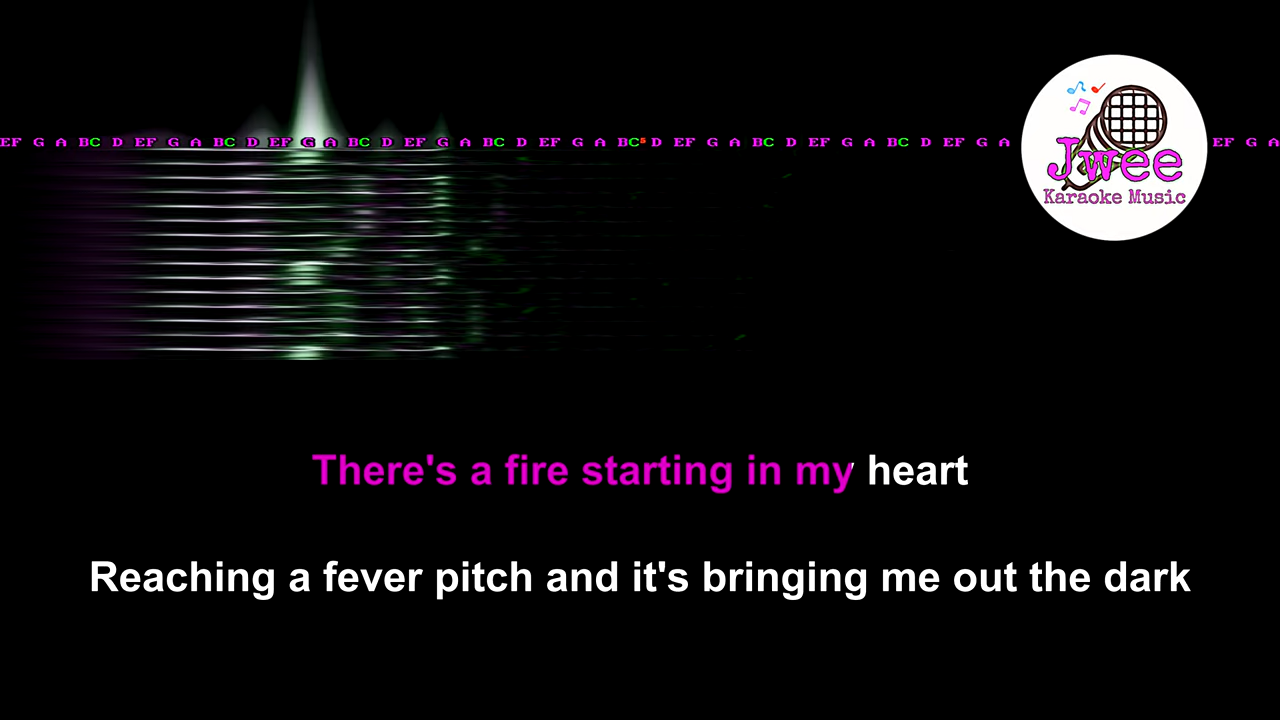 EF G A BC D EF G A BC D EF G A BC D EF G A BC D EF G A BC D EF G A BC D EF G A BC D EF G A EF G A
Jwee
Karaoke Music
There's a fire starting in my heart
Reaching a fever pitch and it's bringing me out the dark